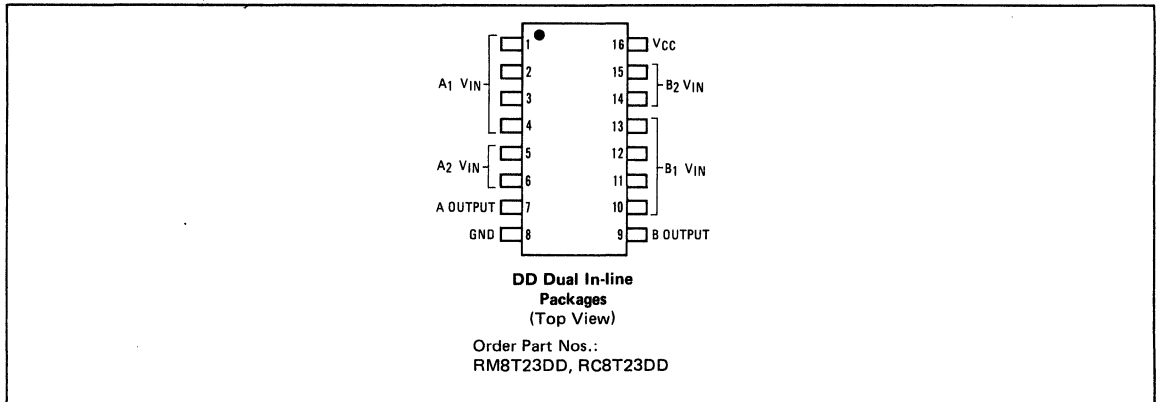 1 16 VCC
2 15
A1 VIN B2 VIN
3 14
4 13
5 12
A2 VIN B1 VIN
6 11
A OUTPUT 7 10
GND 8 9 B OUTPUT
DD Dual In-line
Packages
(Top View)
Order Part Nos.:
RM8T23DD, RC8T23DD